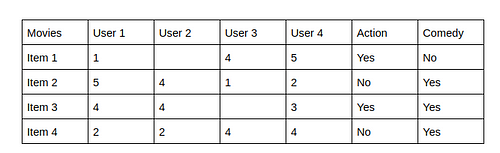 Movies User 1 User 2 User 3 User 4 Action Comedy
Item 1 1 4 5 Yes No
Item 2 5 4 1 2 No Yes
Item 3 4 4 3 Yes Yes
Item 4 2 2 4 4 No Yes